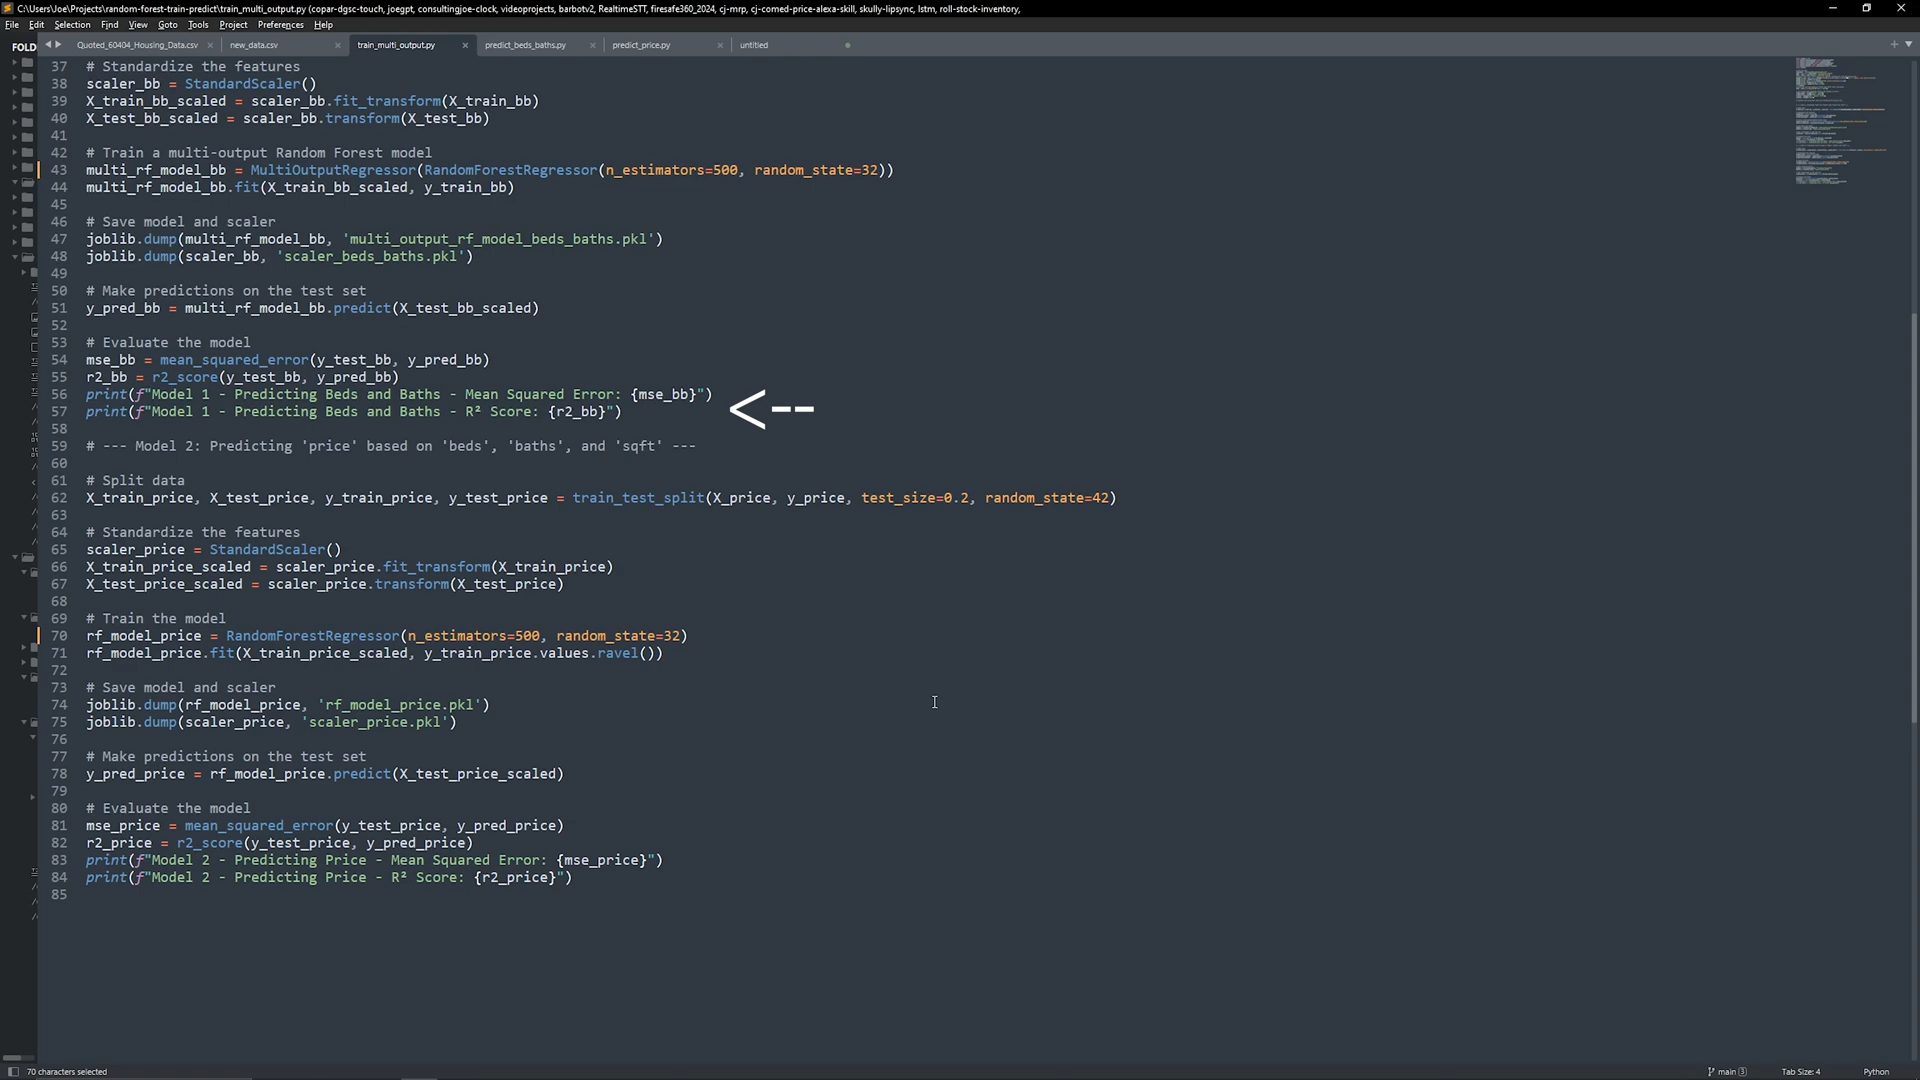 C:\Users\Joe\Projects\random-forest-train-predict\train_multi_output.py (copar-dgsc-touch, joegpt, consultingjoe-clock, videoprojects, barbotv2, RealtimeSTT, firesafe360_2024, cj-mrp, cj-comed-price-alexa-skill, skully-lipsync, lstm, roll-stock-inventory,
File Edit Selection Find View Goto Tools Project Preferences Help
FOLD Quoted_60404_Housing_Data.csv new_data.csv train_multi_output.py predict_beds_baths.py predict_price.py untitled
37 # Standardize the features
38 scaler_bb = StandardScaler()
39 X_train_bb_scaled = scaler_bb.fit_transform(X_train_bb)
40 X_test_bb_scaled = scaler_bb.transform(X_test_bb)
41
42 # Train a multi-output Random Forest model
43 multi_rf_model_bb = MultiOutputRegressor(RandomForestRegressor(n_estimators=500, random_state=32))
44 multi_rf_model_bb.fit(X_train_bb_scaled, y_train_bb)
45
46 # Save model and scaler
47 joblib.dump(multi_rf_model_bb, 'multi_output_rf_model_beds_baths.pkl')
48 joblib.dump(scaler_bb, 'scaler_beds_baths.pkl')
49
50 # Make predictions on the test set
51 y_pred_bb = multi_rf_model_bb.predict(X_test_bb_scaled)
52
53 # Evaluate the model
54 mse_bb = mean_squared_error(y_test_bb, y_pred_bb)
55 r2_bb = r2_score(y_test_bb, y_pred_bb)
56 print(f"Model 1 - Predicting Beds and Baths - Mean Squared Error: {mse_bb}")
57 print(f"Model 1 - Predicting Beds and Baths - R² Score: {r2_bb}") <--
58
59 # --- Model 2: Predicting 'price' based on 'beds', 'baths', and 'sqft' ---
60
61 # Split data
62 X_train_price, X_test_price, y_train_price, y_test_price = train_test_split(X_price, y_price, test_size=0.2, random_state=42)
63
64 # Standardize the features
65 scaler_price = StandardScaler()
66 X_train_price_scaled = scaler_price.fit_transform(X_train_price)
67 X_test_price_scaled = scaler_price.transform(X_test_price)
68
69 # Train the model
70 rf_model_price = RandomForestRegressor(n_estimators=500, random_state=32)
71 rf_model_price.fit(X_train_price_scaled, y_train_price.values.ravel())
72
73 # Save model and scaler
74 joblib.dump(rf_model_price, 'rf_model_price.pkl')
75 joblib.dump(scaler_price, 'scaler_price.pkl')
76
77 # Make predictions on the test set
78 y_pred_price = rf_model_price.predict(X_test_price_scaled)
79
80 # Evaluate the model
81 mse_price = mean_squared_error(y_test_price, y_pred_price)
82 r2_price = r2_score(y_test_price, y_pred_price)
83 print(f"Model 2 - Predicting Price - Mean Squared Error: {mse_price}")
84 print(f"Model 2 - Predicting Price - R² Score: {r2_price}")
85
70 characters selected main 3 Tab Size: 4 Python